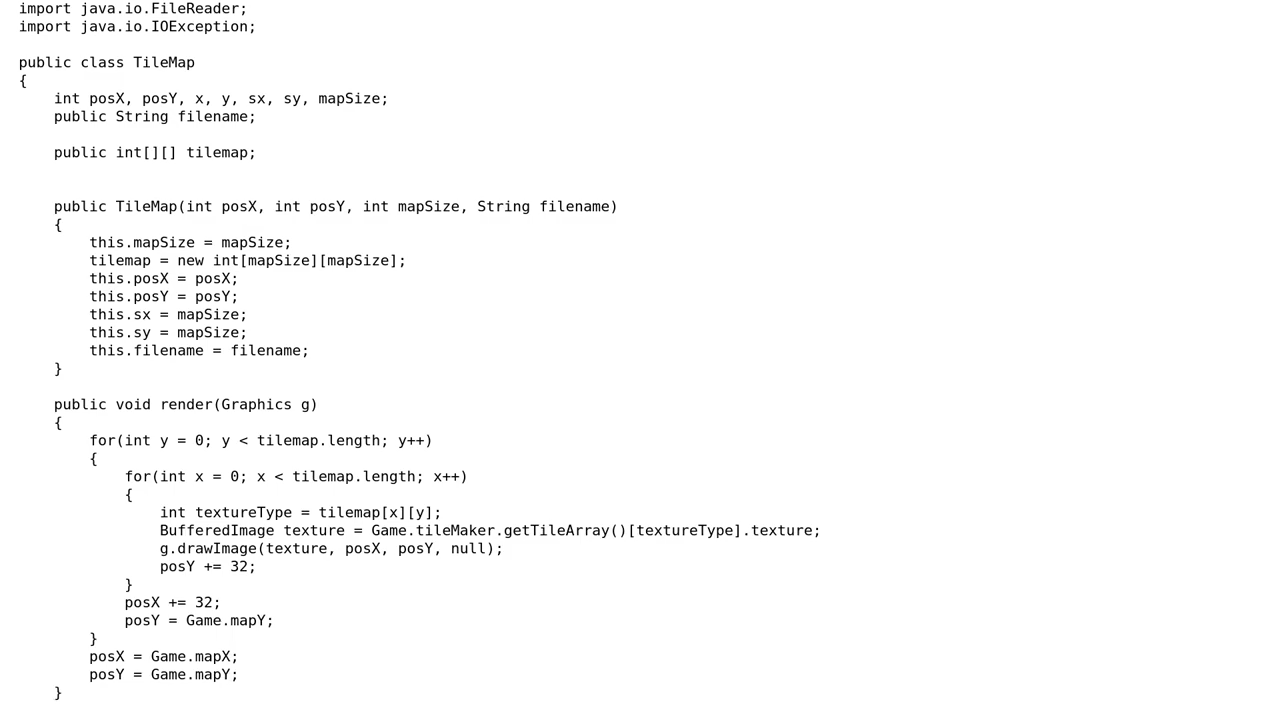 import java.io.FileReader;
import java.io.IOException;
public class TileMap
{
int posX, posY, x, y, sx, sy, mapSize;
public String filename;
public int[][] tilemap;
public TileMap(int posX, int posY, int mapSize, String filename)
{
this.mapSize = mapSize;
tilemap = new int[mapSize][mapSize];
this.posX = posX;
this.posY = posY;
this.sx = mapSize;
this.sy = mapSize;
this.filename = filename;
}
public void render(Graphics g)
{
for(int y = 0; y < tilemap.length; y++)
{
for(int x = 0; x < tilemap.length; x++)
{
int textureType = tilemap[x][y];
BufferedImage texture = Game.tileMaker.getTileArray()[textureType].texture;
g.drawImage(texture, posX, posY, null);
posY += 32;
}
posX += 32;
posY = Game.mapY;
}
posX = Game.mapX;
posY = Game.mapY;
}